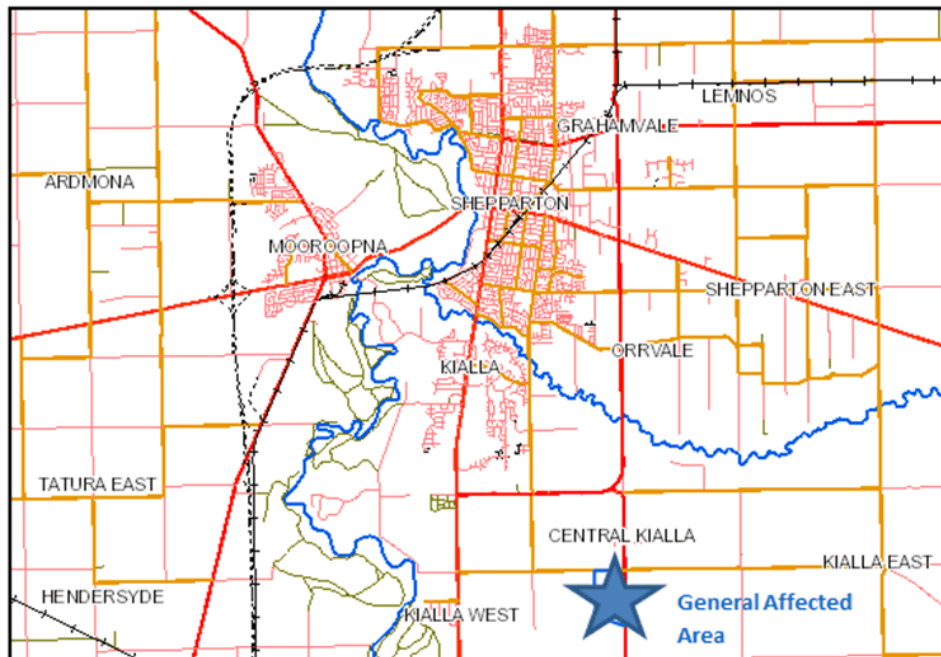 LEMNOS
GRAHAMVALE
ARDMONA
SHEPPARTON
MOOROOPNA
SHEPPARTON EAST
ORRVALE
KIALLA
TATURA EAST
CENTRAL KIALLA
KIALLA EAST
HENDERSYDE
KIALLA WEST
General Affected
Area